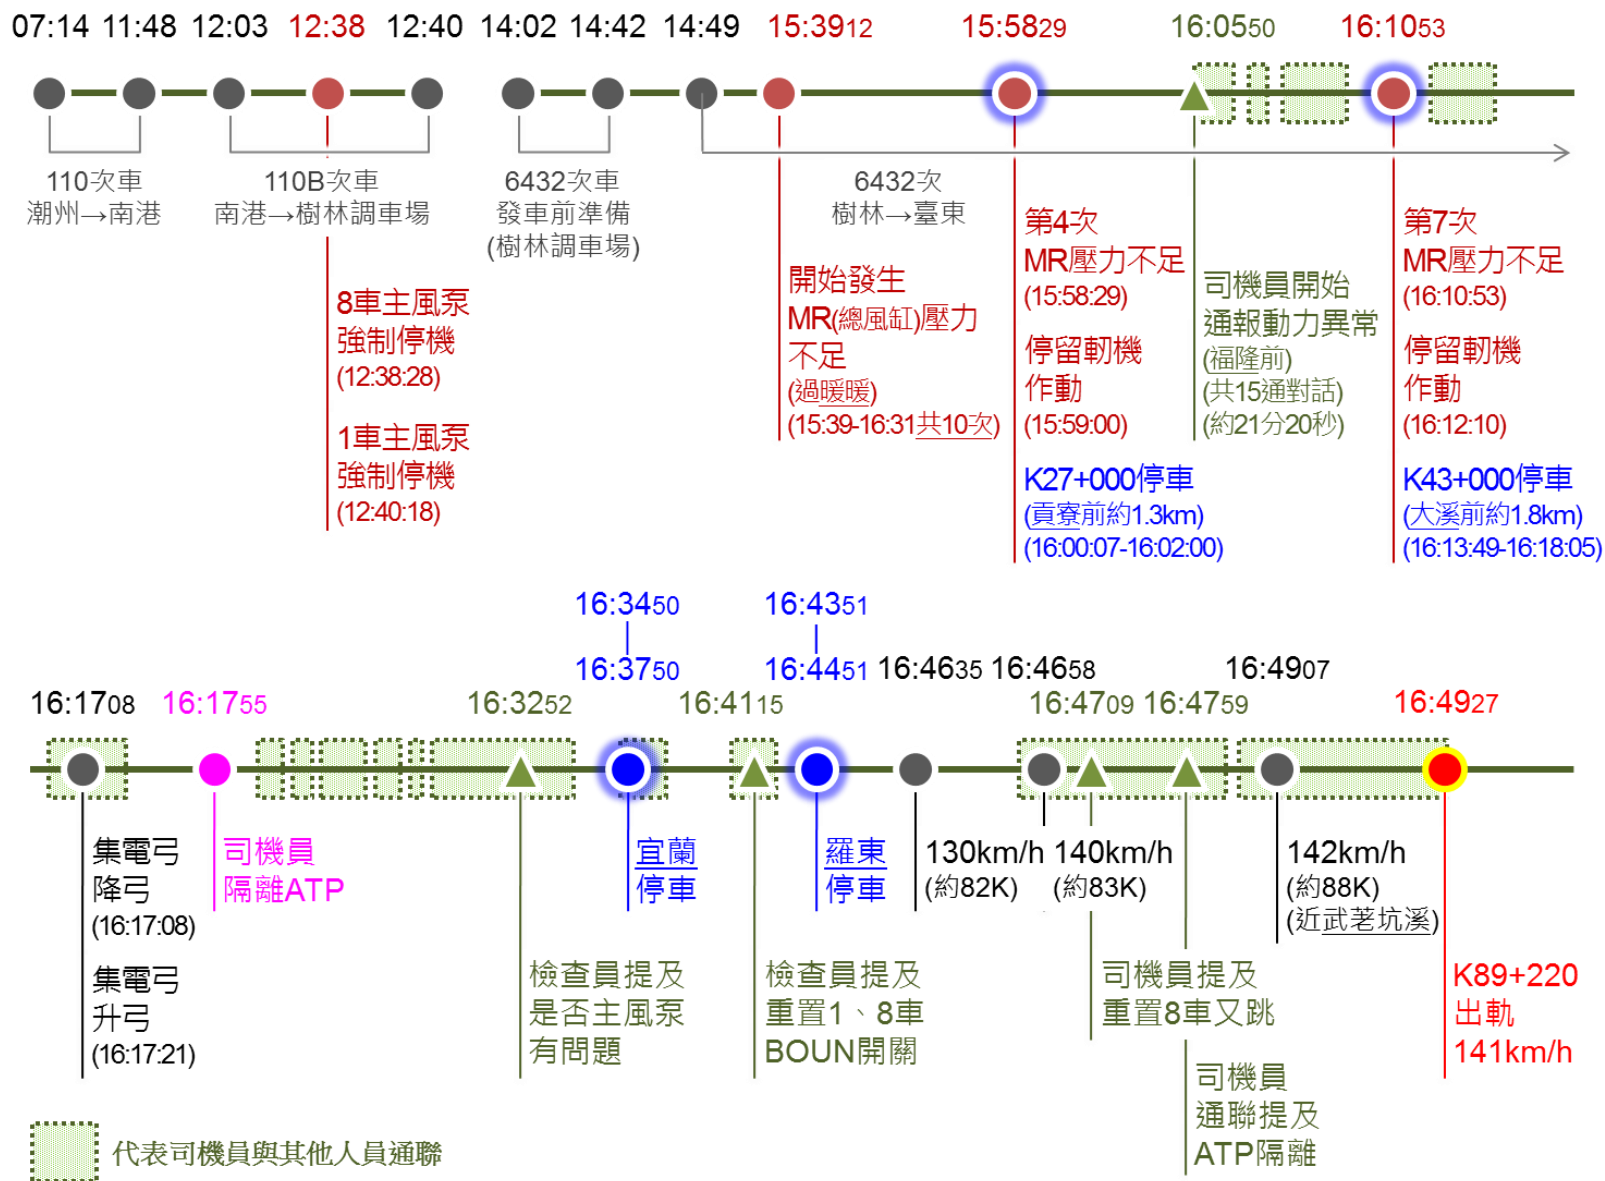 07:14 11:48 12:03 12:38 12:40 14:02 14:42 14:49 15:3912 15:5829 16:0550 16:1053
110次車
潮州→南港
110B次車
南港→樹林調車場
6432次車
發車前準備
(樹林調車場)
6432次
樹林→臺東
8車主風泵
強制停機
(12:38:28)
1車主風泵
強制停機
(12:40:18)
開始發生
MR(總風缸)壓力
不足
(過暖暖)
(15:39-16:31共10次)
第4次
MR壓力不足
(15:58:29)
停留軔機
作動
(15:59:00)
K27+000停車
(貢寮前約1.3km)
(16:00:07-16:02:00)
司機員開始
通報動力異常
(福隆前)
(共15通對話)
(約21分20秒)
第7次
MR壓力不足
(16:10:53)
停留軔機
作動
(16:12:10)
K43+000停車
(大溪前約1.8km)
(16:13:49-16:18:05)
16:3450
16:3750
16:4351
16:4451
16:4635 16:4658
16:4907
16:1708 16:1755 16:3252 16:4115 16:4709 16:4759 16:4927
集電弓
降弓
(16:17:08)
集電弓
升弓
(16:17:21)
司機員
隔離ATP
檢查員提及
是否主風泵
有問題
宜蘭
停車
檢查員提及
重置1、8車
BOUN開關
羅東
停車
130km/h
(約82K)
140km/h
(約83K)
司機員提及
重置8車又跳
司機員
通聯提及
ATP隔離
142km/h
(約88K)
(近武荖坑溪)
K89+220
出軌
141km/h
代表司機員與其他人員通聯